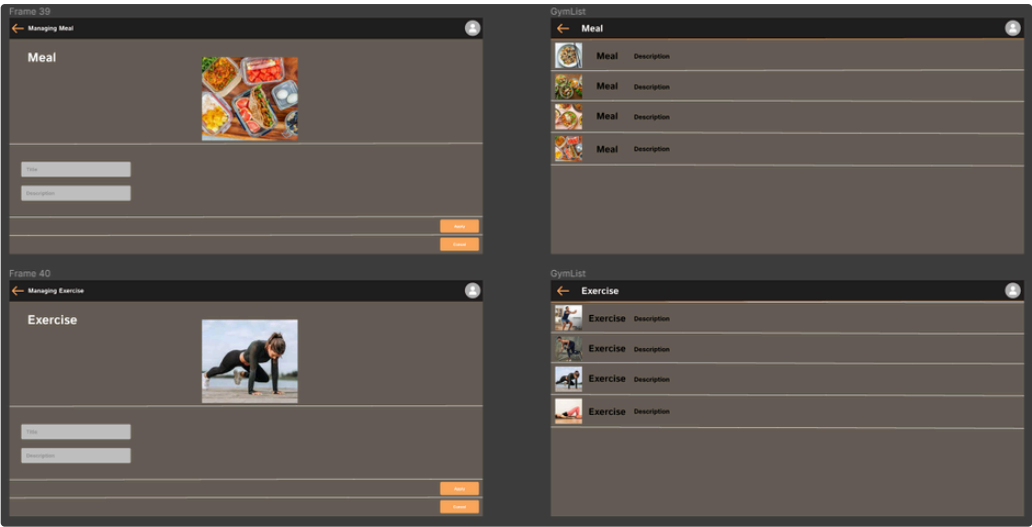 Frame 39
Managing Meal
Meal
Title
Description
Apply
Cancel
GymList
Meal
Meal Description
Meal Description
Meal Description
Meal Description
Frame 40
Managing Exercise
Exercise
Title
Description
Apply
Cancel
GymList
Exercise
Exercise Description
Exercise Description
Exercise Description
Exercise Description